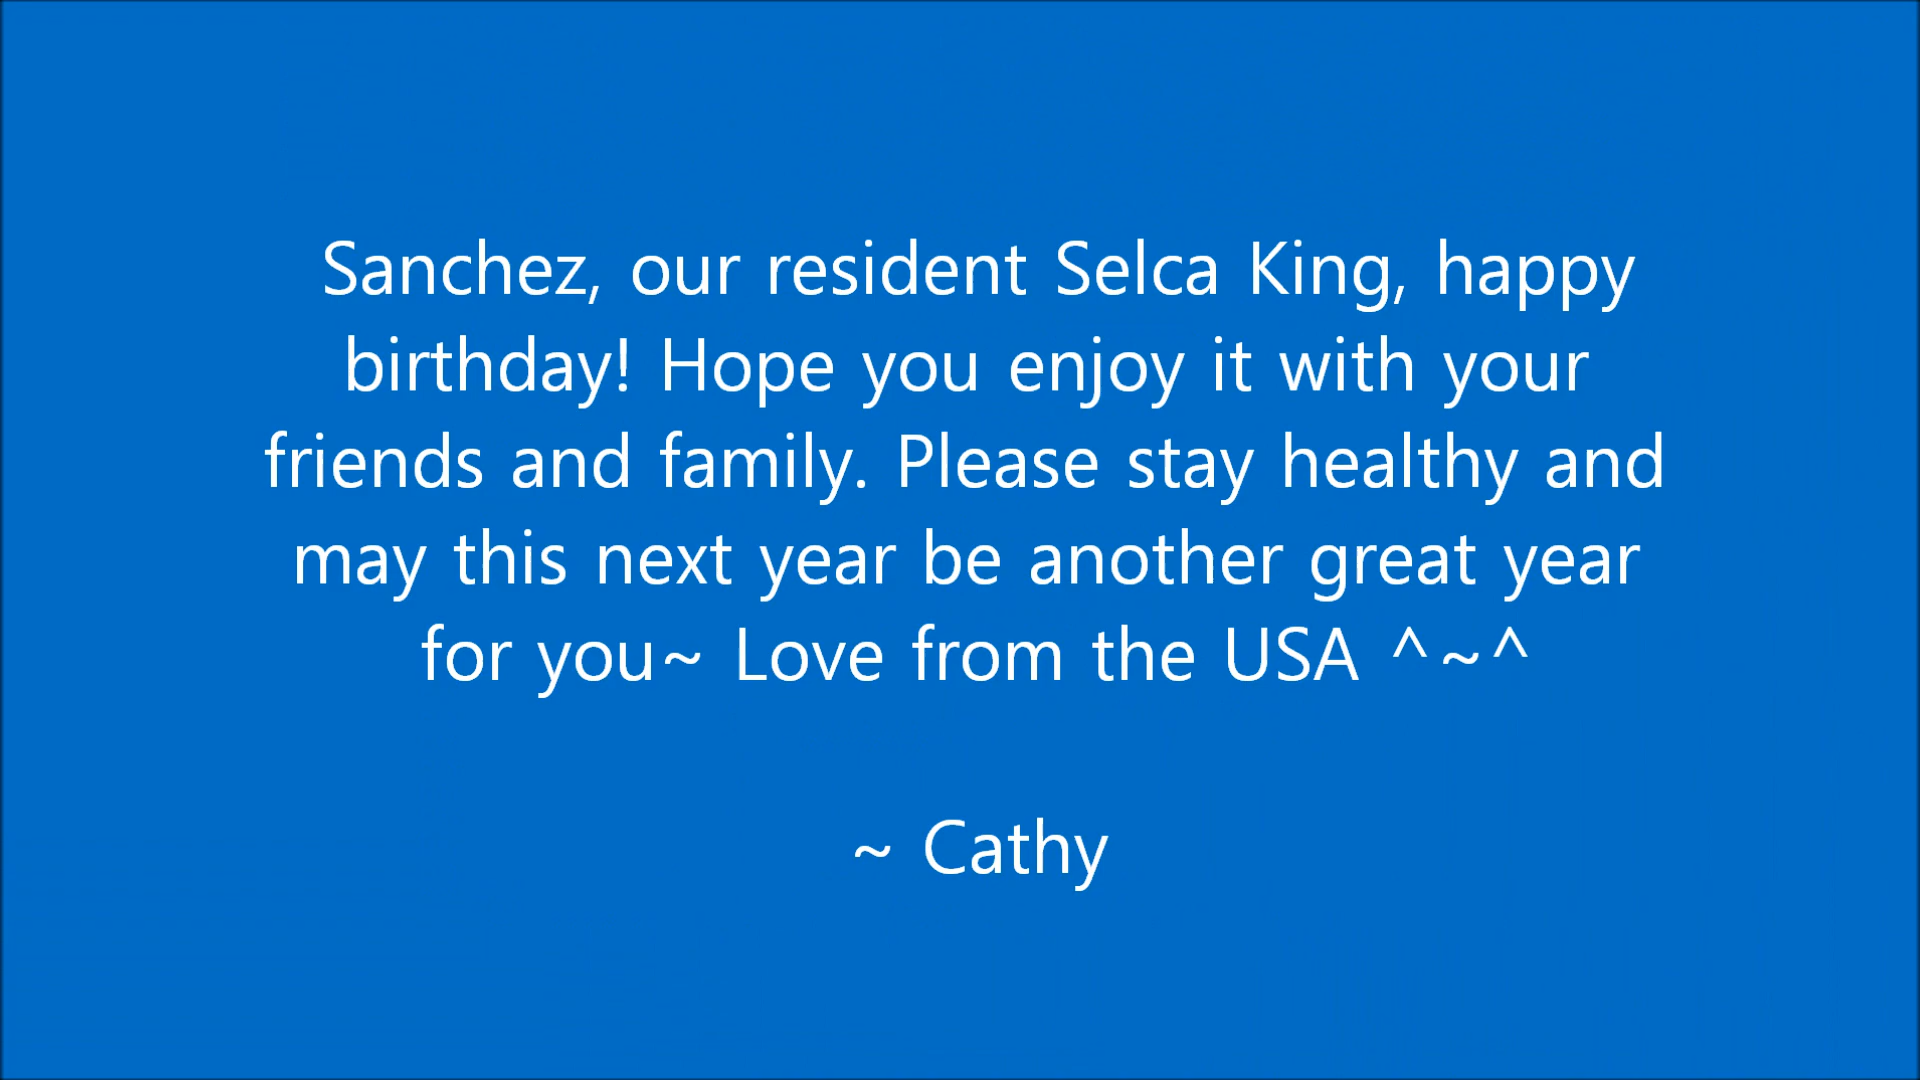 Sanchez, our resident Selca King, happy
birthday! Hope you enjoy it with your
friends and family. Please stay healthy and
may this next year be another great year
for you~ Love from the USA ^~^
~ Cathy